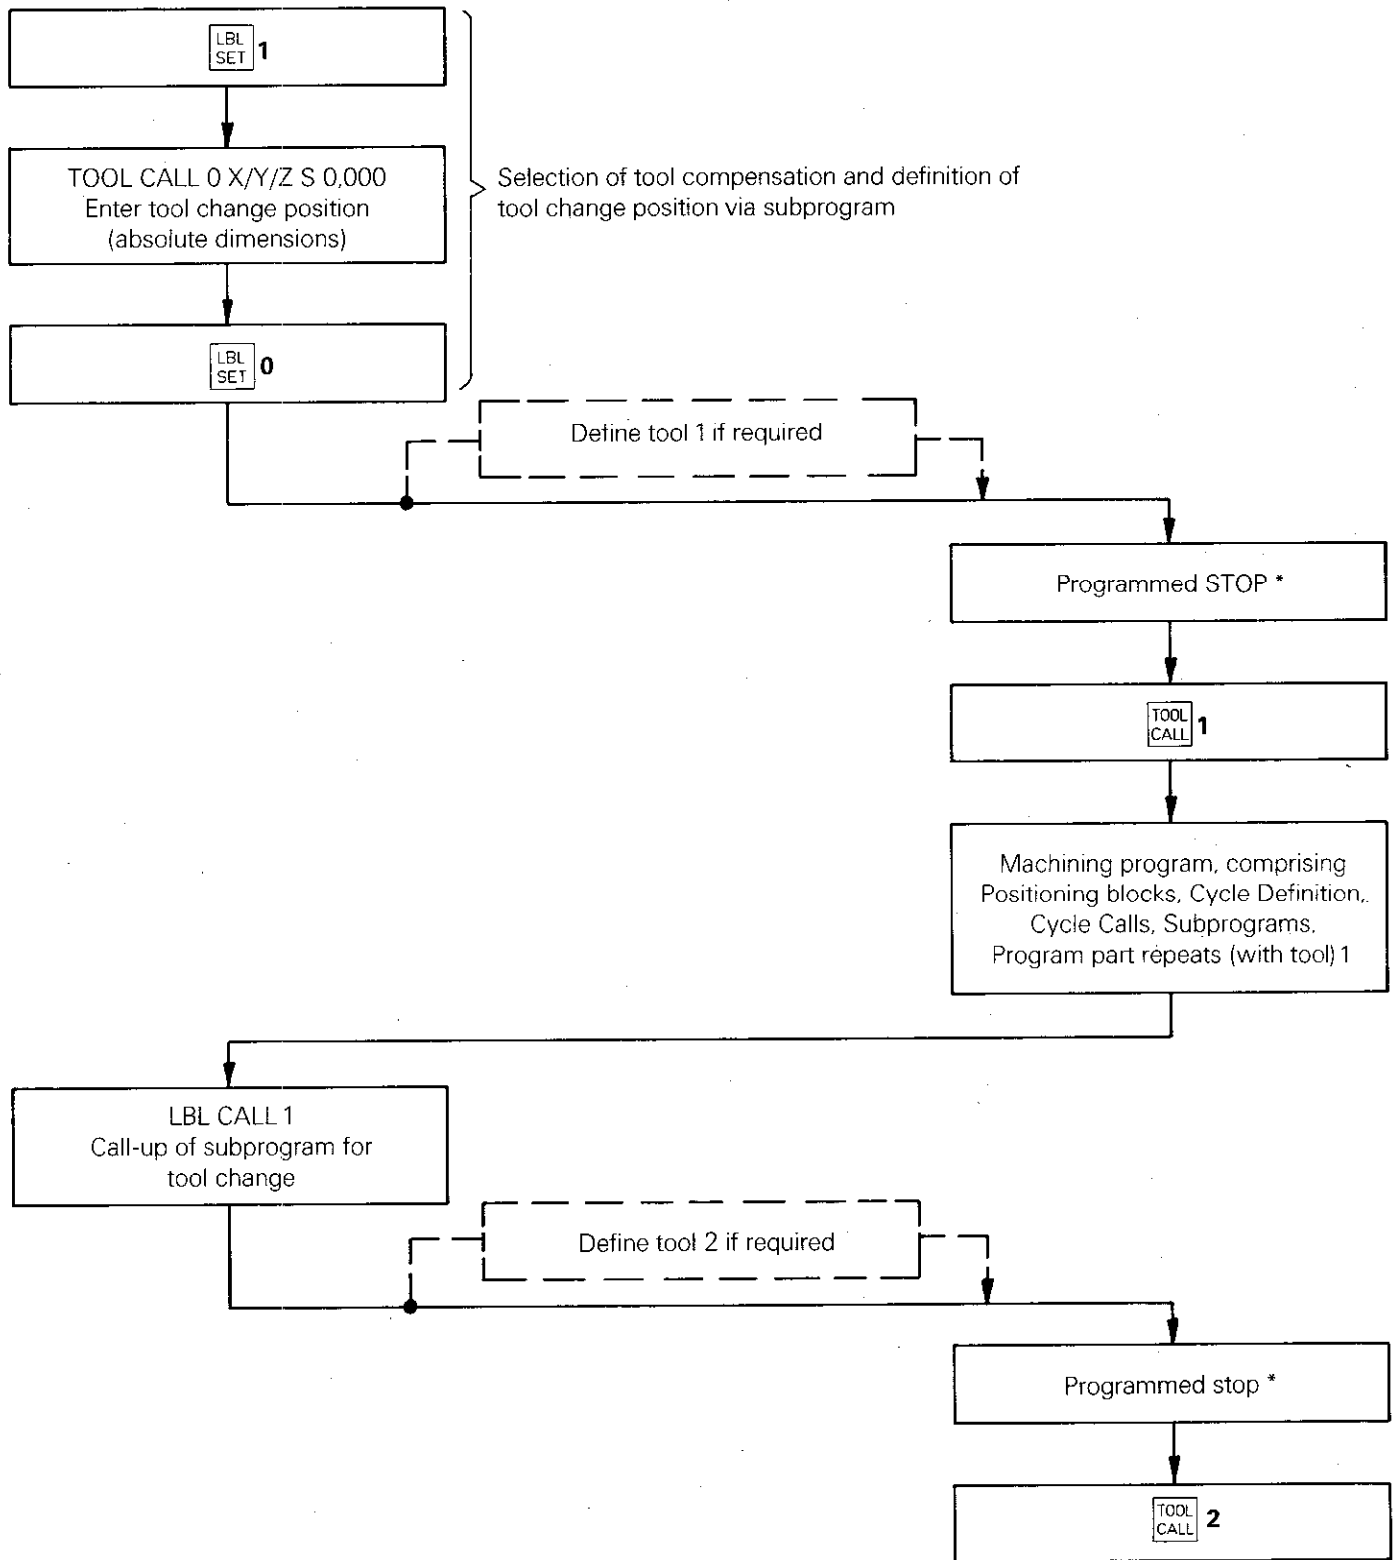 LBL
SET 1
TOOL CALL 0 X/Y/Z S 0,000
Enter tool change position
(absolute dimensions)
Selection of tool compensation and definition of
tool change position via subprogram
LBL
SET 0
Define tool 1 if required
Programmed STOP *
TOOL
CALL 1
Machining program, comprising
Positioning blocks, Cycle Definition,
Cycle Calls, Subprograms,
Program part repeats (with tool) 1
LBL CALL 1
Call-up of subprogram for
tool change
Define tool 2 if required
Programmed stop *
TOOL
CALL 2